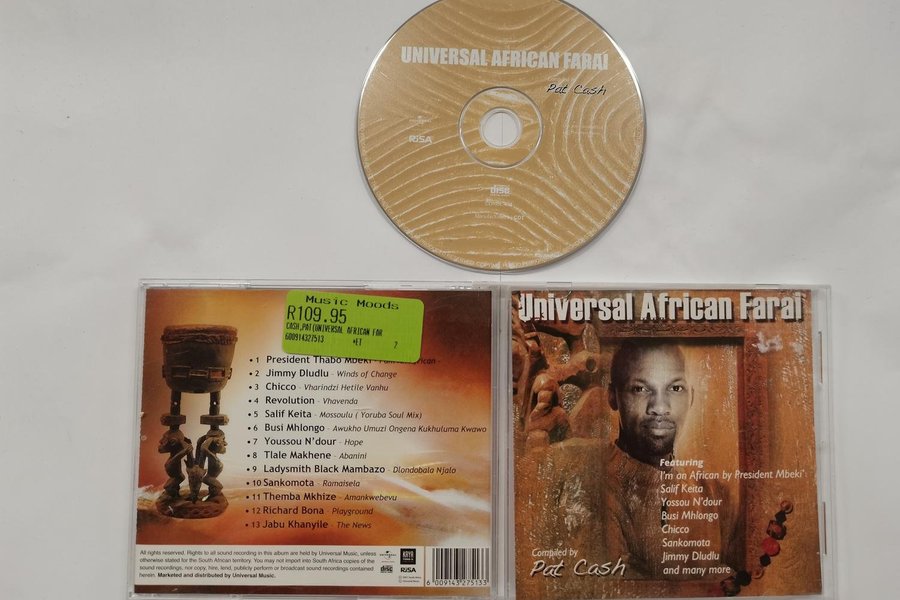 UNIVERSAL AFRICAN FARAI
Pat Cash
UNIVERSAL
RiSA
disc
Music Moods
R109.95
CASH,PAT(UNIVERSAL AFRICAN FAR
600914327513 *ET 7
• 1 President Thabo Mbeki -
• 2 Jimmy Dludlu - Winds of Change
• 3 Chicco - Vharindzi Hetile Vanhu
• 4 Revolution - Vhavenda
• 5 Salif Keita - Mossoulu ( Yoruba Soul Mix)
• 6 Busi Mhlongo - Awukho Umuzi Ongena Kukhuluma Kwawo
• 7 Youssou N'dour - Hope
• 8 Tlale Makhene - Abanini
• 9 Ladysmith Black Mambazo - Dlondobala Njalo
• 10 Sankomota - Ramaisela
• 11 Themba Mkhize - Amankwebevu
• 12 Richard Bona - Playground
• 13 Jabu Khanyile - The News
All rights reserved. Rights to all sound recording in this album are held by Universal Music, unless
otherwise stated for the South African territory. You may not import into South Africa copies of the
sound recordings, nor copy, hire, lend, publicly perform or broadcast sound recordings contained
herein. Marketed and distributed by Universal Music.
UNIVERSAL
disc
RiSA
6 009143 275133
Universal African Farai
Featuring
'I'm an African by President Mbeki'
Salif Keita
Yossou N'dour
Busi Mhlongo
Chicco
Sankomota
Jimmy Dludlu
and many more
Compiled by
Pat Cash